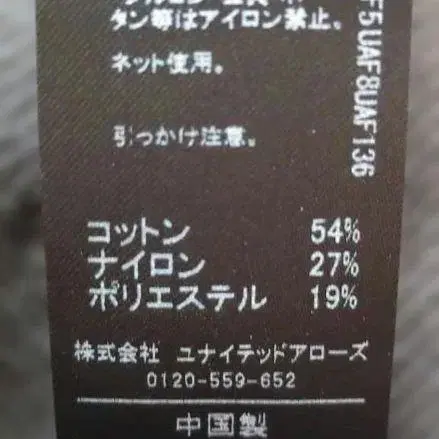 タン等はアイロン禁止。
ネット使用。
引っかけ注意。
コットン 54%
ナイロン 27%
ポリエステル 19%
株式会社 ユナイテッドアローズ
0120-559-652
中国製
F5UAF8UAF136